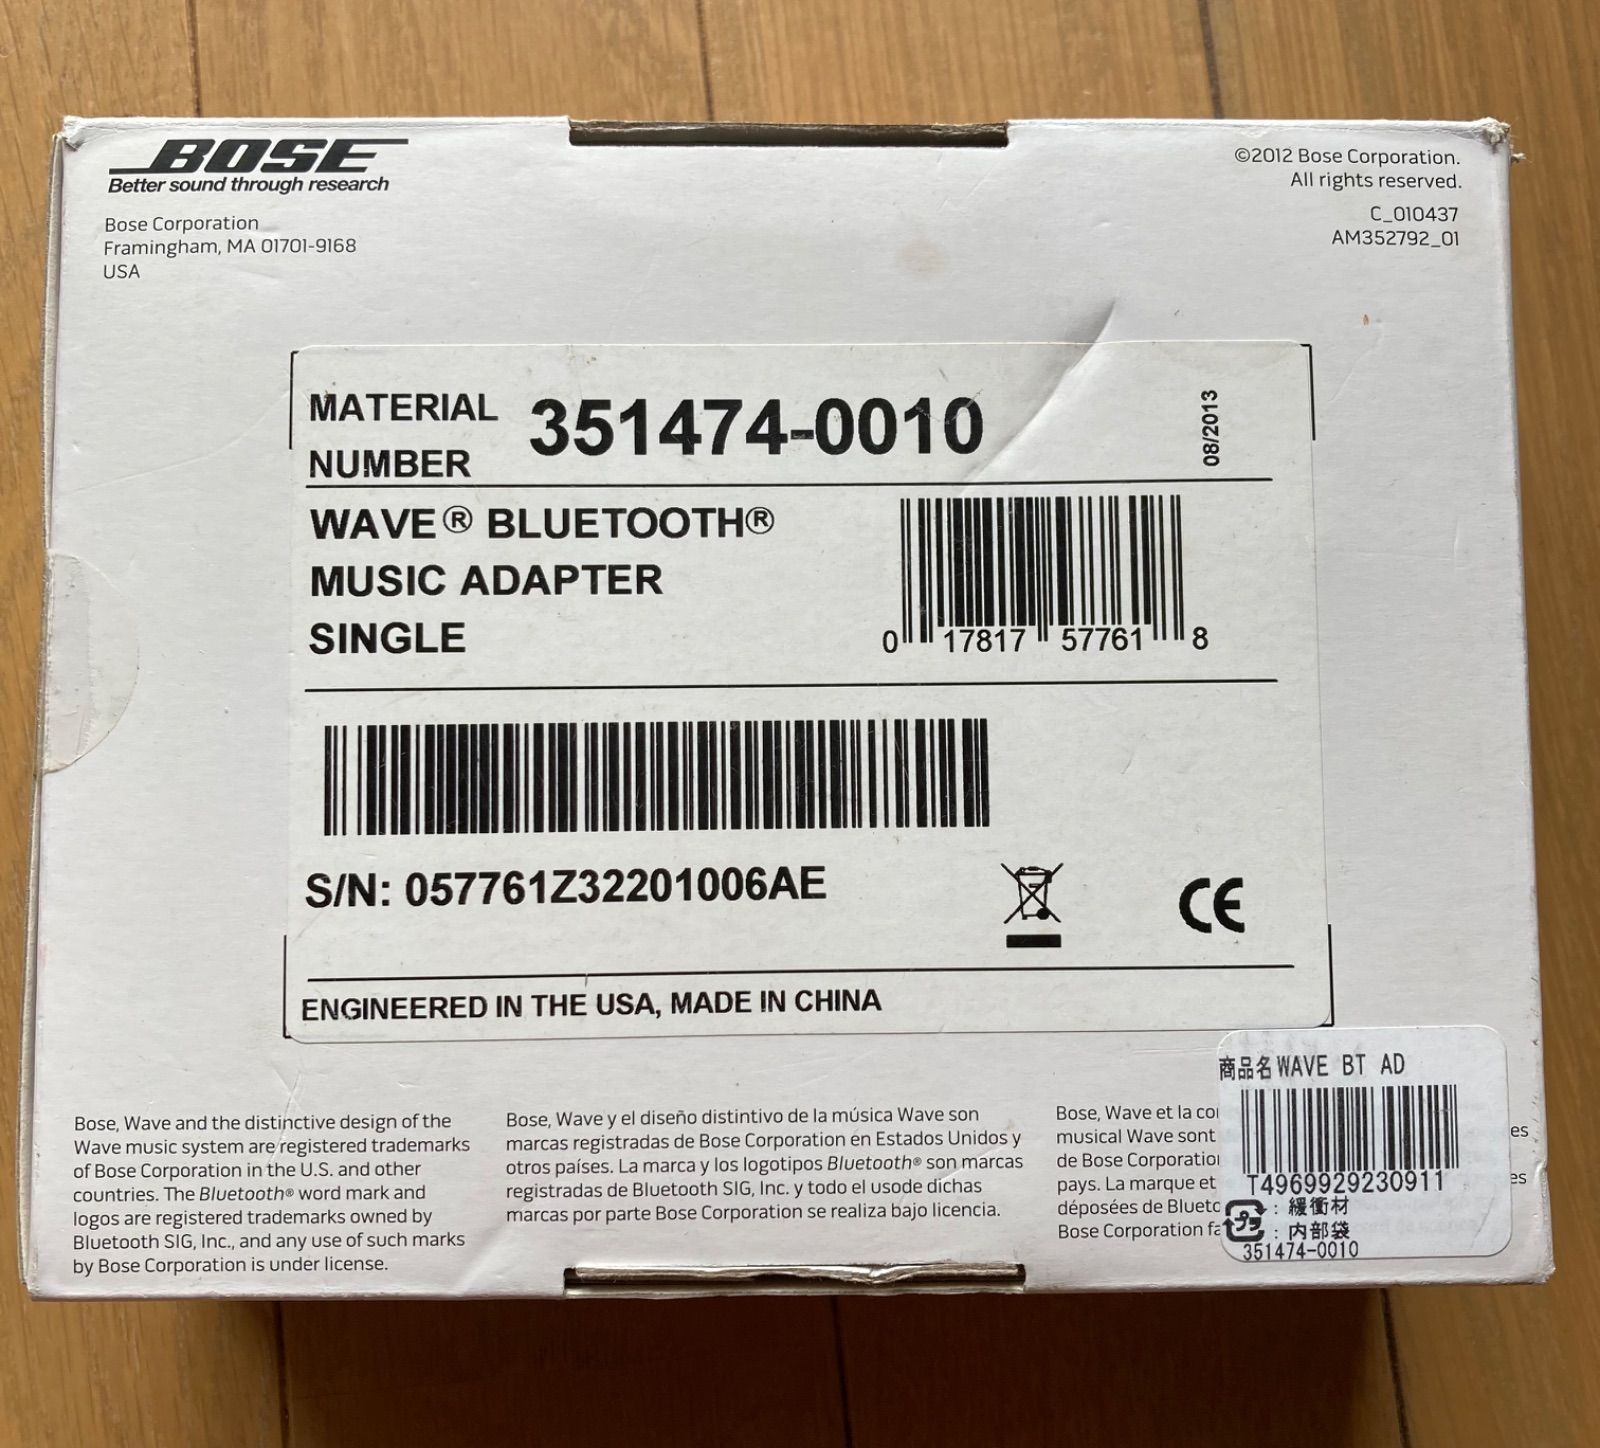 BOSE
Better sound through research
Bose Corporation
Framingham, MA 01701-9168
USA
©2012 Bose Corporation.
All rights reserved.
C_010437
AM352792_01
MATERIAL
NUMBER
351474-0010
08/2013
WAVE® BLUETOOTH®
MUSIC ADAPTER
SINGLE
0 17817 57761 8
S/N: 057761Z32201006AE
CE
ENGINEERED IN THE USA, MADE IN CHINA
Bose, Wave and the distinctive design of the
Wave music system are registered trademarks
of Bose Corporation in the U.S. and other
countries. The Bluetooth® word mark and
logos are registered trademarks owned by
Bluetooth SIG, Inc., and any use of such marks
by Bose Corporation is under license.
Bose, Wave y el diseño distintivo de la música Wave son
marcas registradas de Bose Corporation en Estados Unidos y
otros países. La marca y los logotipos Bluetooth® son marcas
registradas de Bluetooth SIG, Inc. y todo el usode dichas
marcas por parte Bose Corporation se realiza bajo licencia.
Bose, Wave et la
musical Wave sont
de Bose
pays. La marque et
déposées de
Bose Corporation
商品名WAVE BT AD
T4969929230911
プラ
: 緩衝材
: 内部袋
351474-0010